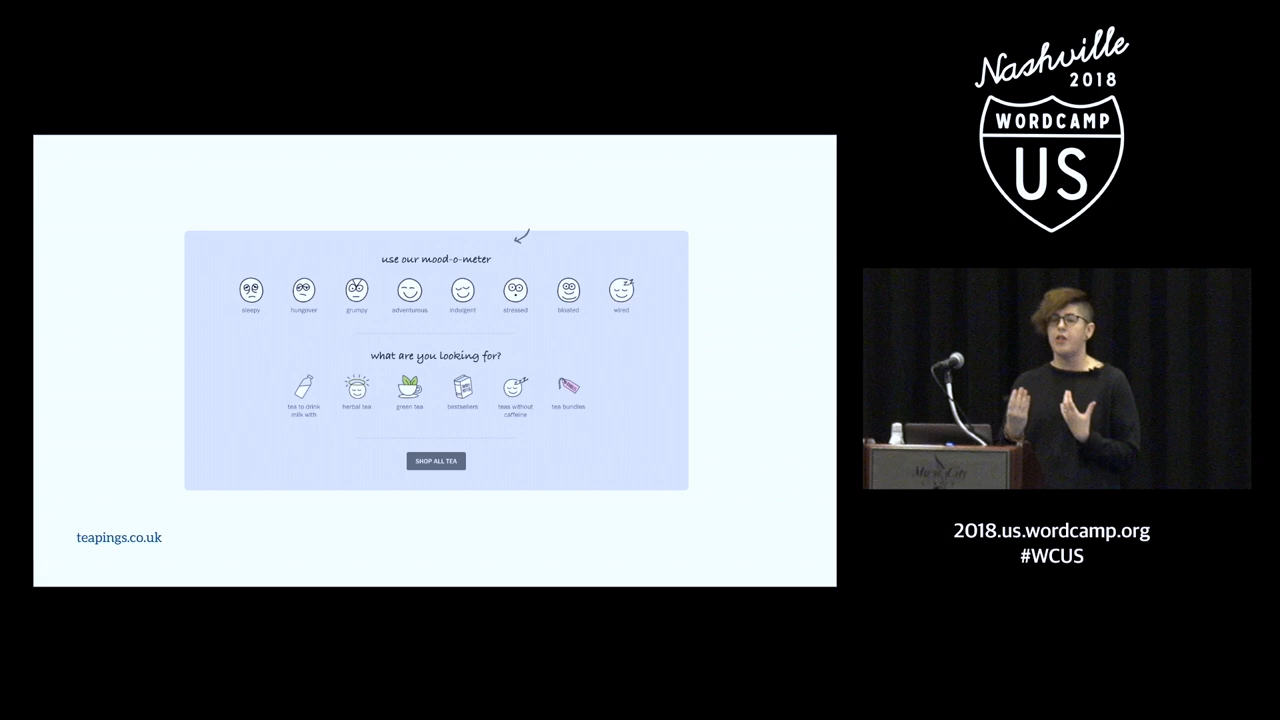 Nashville
2018
WORDCAMP
US
use our mood-o-meter
sleepy
hungover
grumpy
adventurous
indulgent
stressed
bloated
wired
what are you looking for?
tea to drink
milk with
herbal tea
green tea
bestsellers
teas without
caffeine
tea bundles
SHOP ALL TEA
teapings.co.uk
Music City
2018.us.wordcamp.org
#WCUS